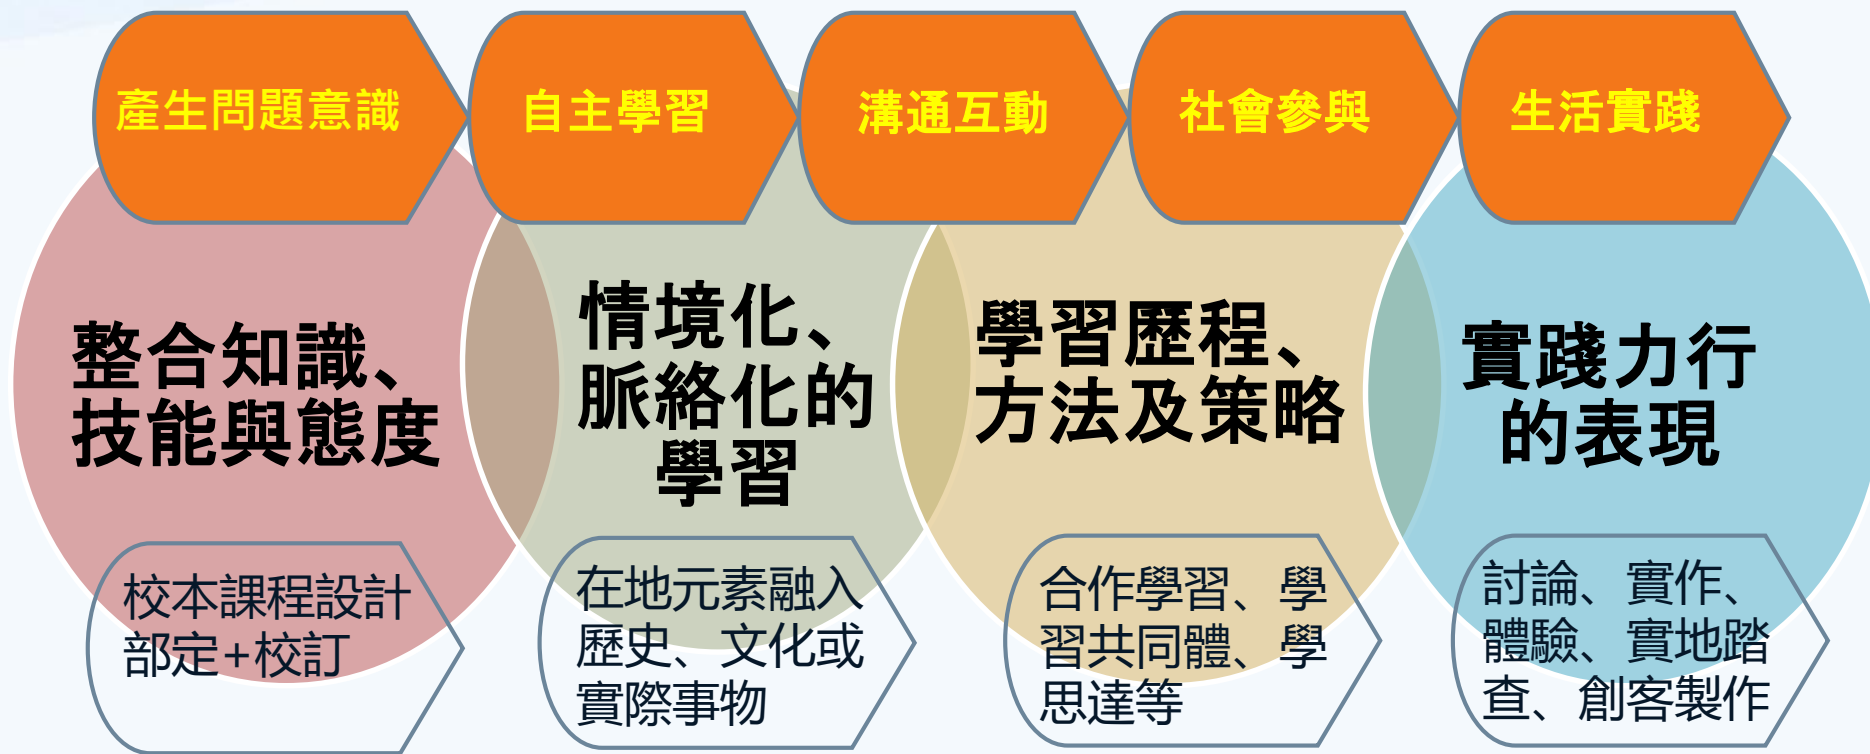 產生問題意識
自主學習
溝通互動
社會參與
生活實踐
整合知識、
技能與態度
情境化、
脈絡化的
學習
學習歷程、
方法及策略
實踐力行
的表現
校本課程設計
部定+校訂
在地元素融入
歷史、文化或
實際事物
合作學習、學
習共同體、學
思達等
討論、實作、
體驗、實地踏
查、創客製作